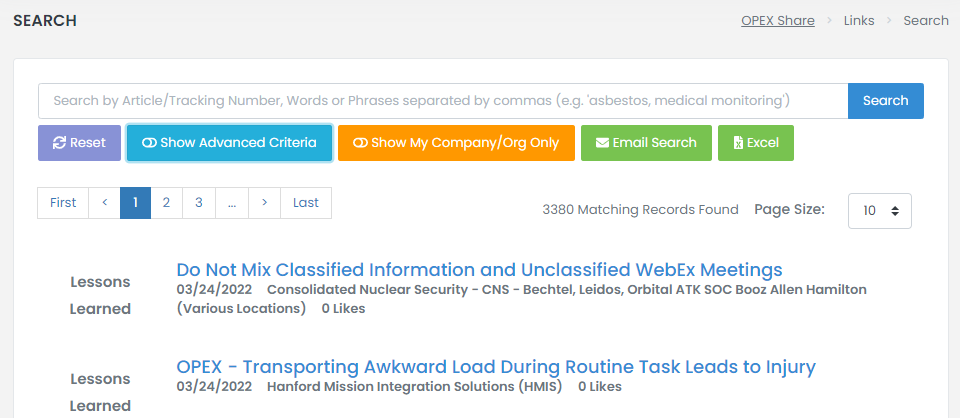 SEARCH
OPEX Share > Links > Search
Search by Article/Tracking Number, Words or Phrases separated by commas (e.g. 'asbestos, medical monitoring')
Search
Reset
Show Advanced Criteria
Show My Company/Org Only
Email Search
Excel
First < 1 2 3 ... > Last
3380 Matching Records Found Page Size: 10
Lessons
Learned
Do Not Mix Classified Information and Unclassified WebEx Meetings
03/24/2022 Consolidated Nuclear Security - CNS - Bechtel, Leidos, Orbital ATK SOC Booz Allen Hamilton
(Various Locations) 0 Likes
Lessons
Learned
OPEX - Transporting Awkward Load During Routine Task Leads to Injury
03/24/2022 Hanford Mission Integration Solutions (HMIS) 0 Likes